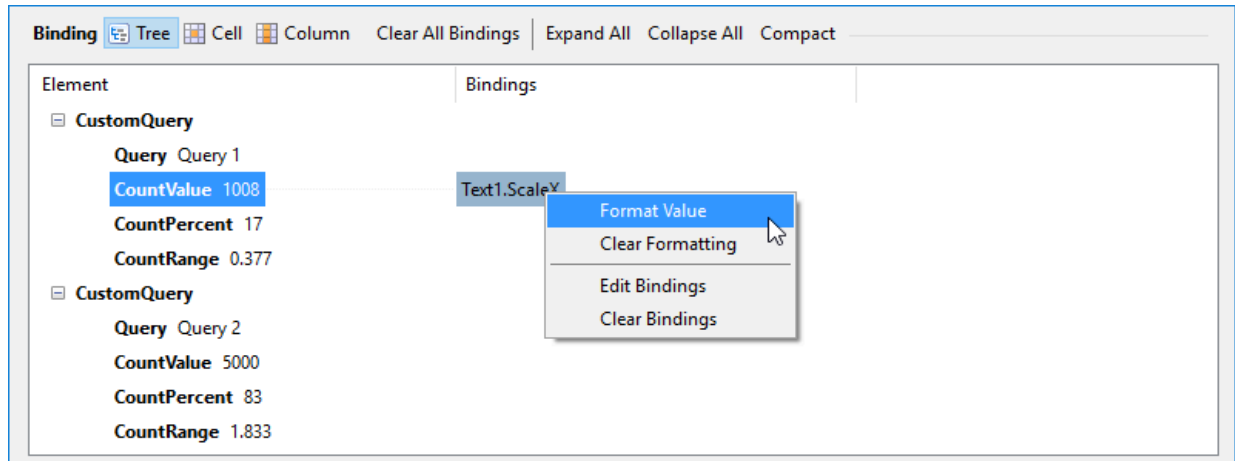 Binding Tree Cell Column Clear All Bindings Expand All Collapse All Compact
Element Bindings
CustomQuery
Query Query 1
CountValue 1008 Text1.ScaleX
Format Value
CountPercent 17
Clear Formatting
CountRange 0.377
Edit Bindings
CustomQuery
Clear Bindings
Query Query 2
CountValue 5000
CountPercent 83
CountRange 1.833